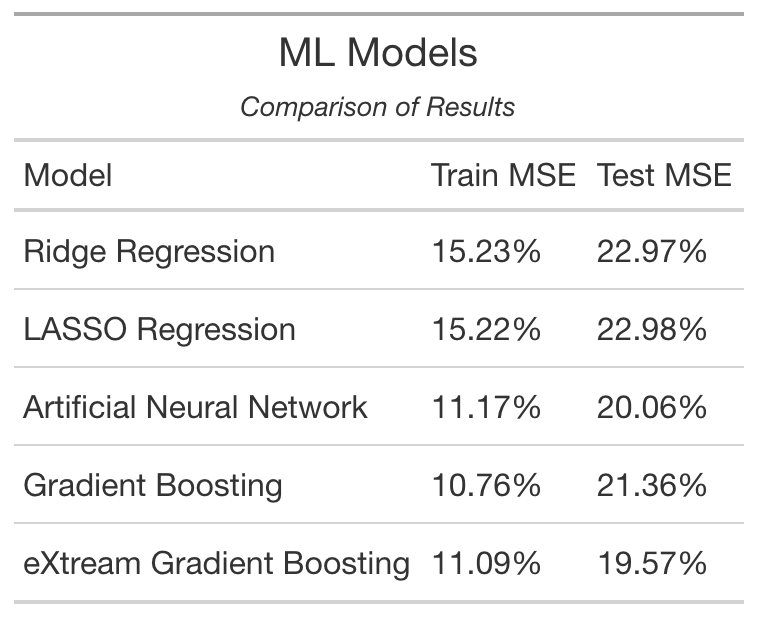 ML Models
Comparison of Results
Model Train MSE Test MSE
Ridge Regression 15.23% 22.97%
LASSO Regression 15.22% 22.98%
Artificial Neural Network 11.17% 20.06%
Gradient Boosting 10.76% 21.36%
eXtream Gradient Boosting 11.09% 19.57%